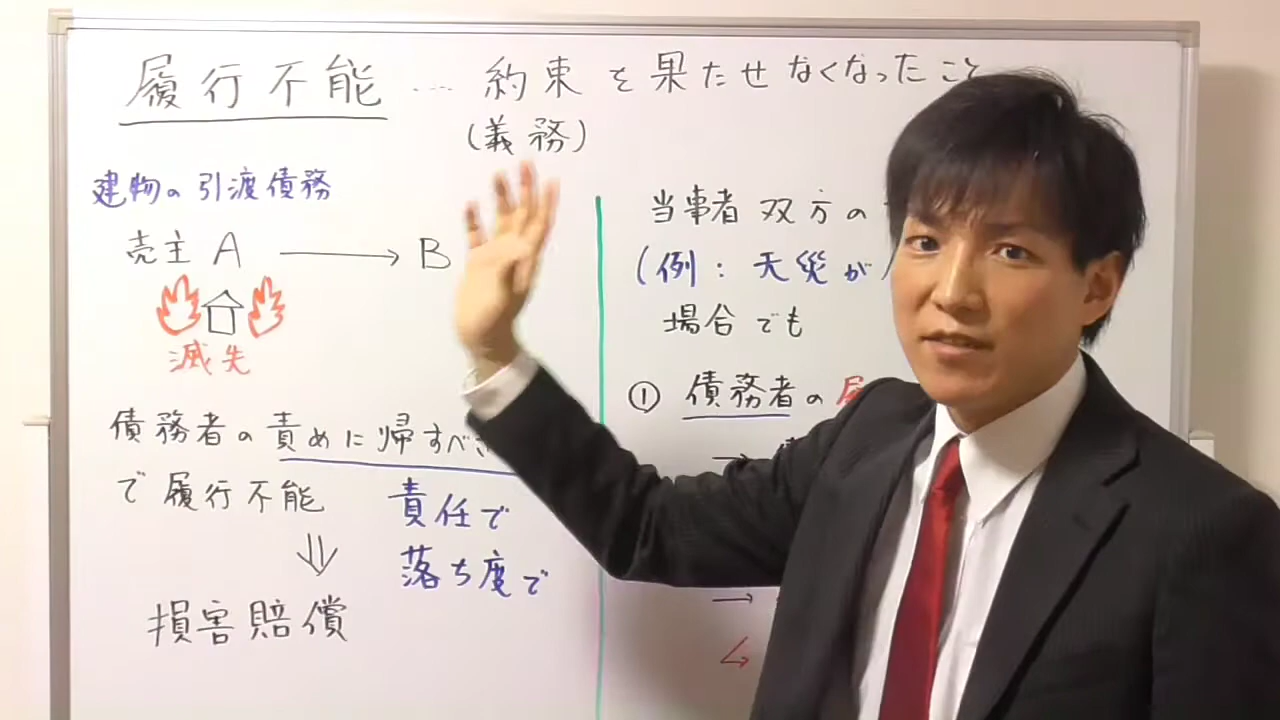 履行不能 … 約束を果たせなくなったこと
(義務)
建物の引渡債務
売主 A → B
滅失
債務者の責めに帰すべき
で履行不能
⇓
損害賠償
責任で
落ち度で
当事者 双方の
(例：天災が
場合でも
① 債務者の
→
→